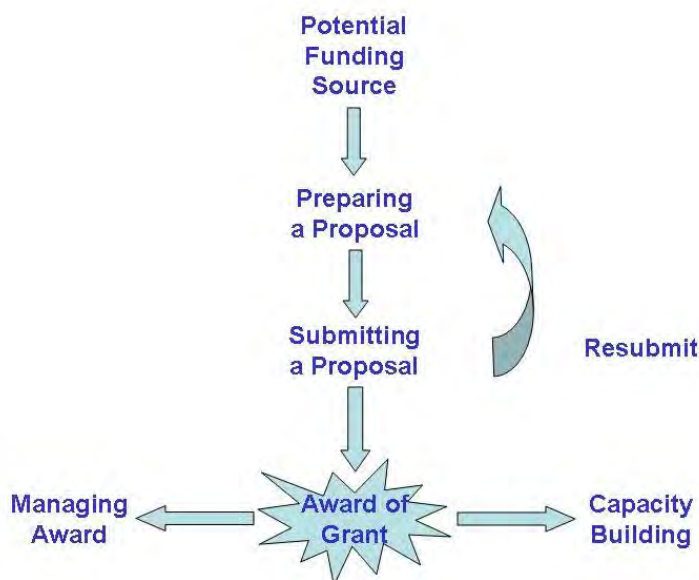 Potential
Funding
Source
Preparing
a Proposal
Submitting
a Proposal
Resubmit
Managing
Award
Award of
Grant
Capacity
Building